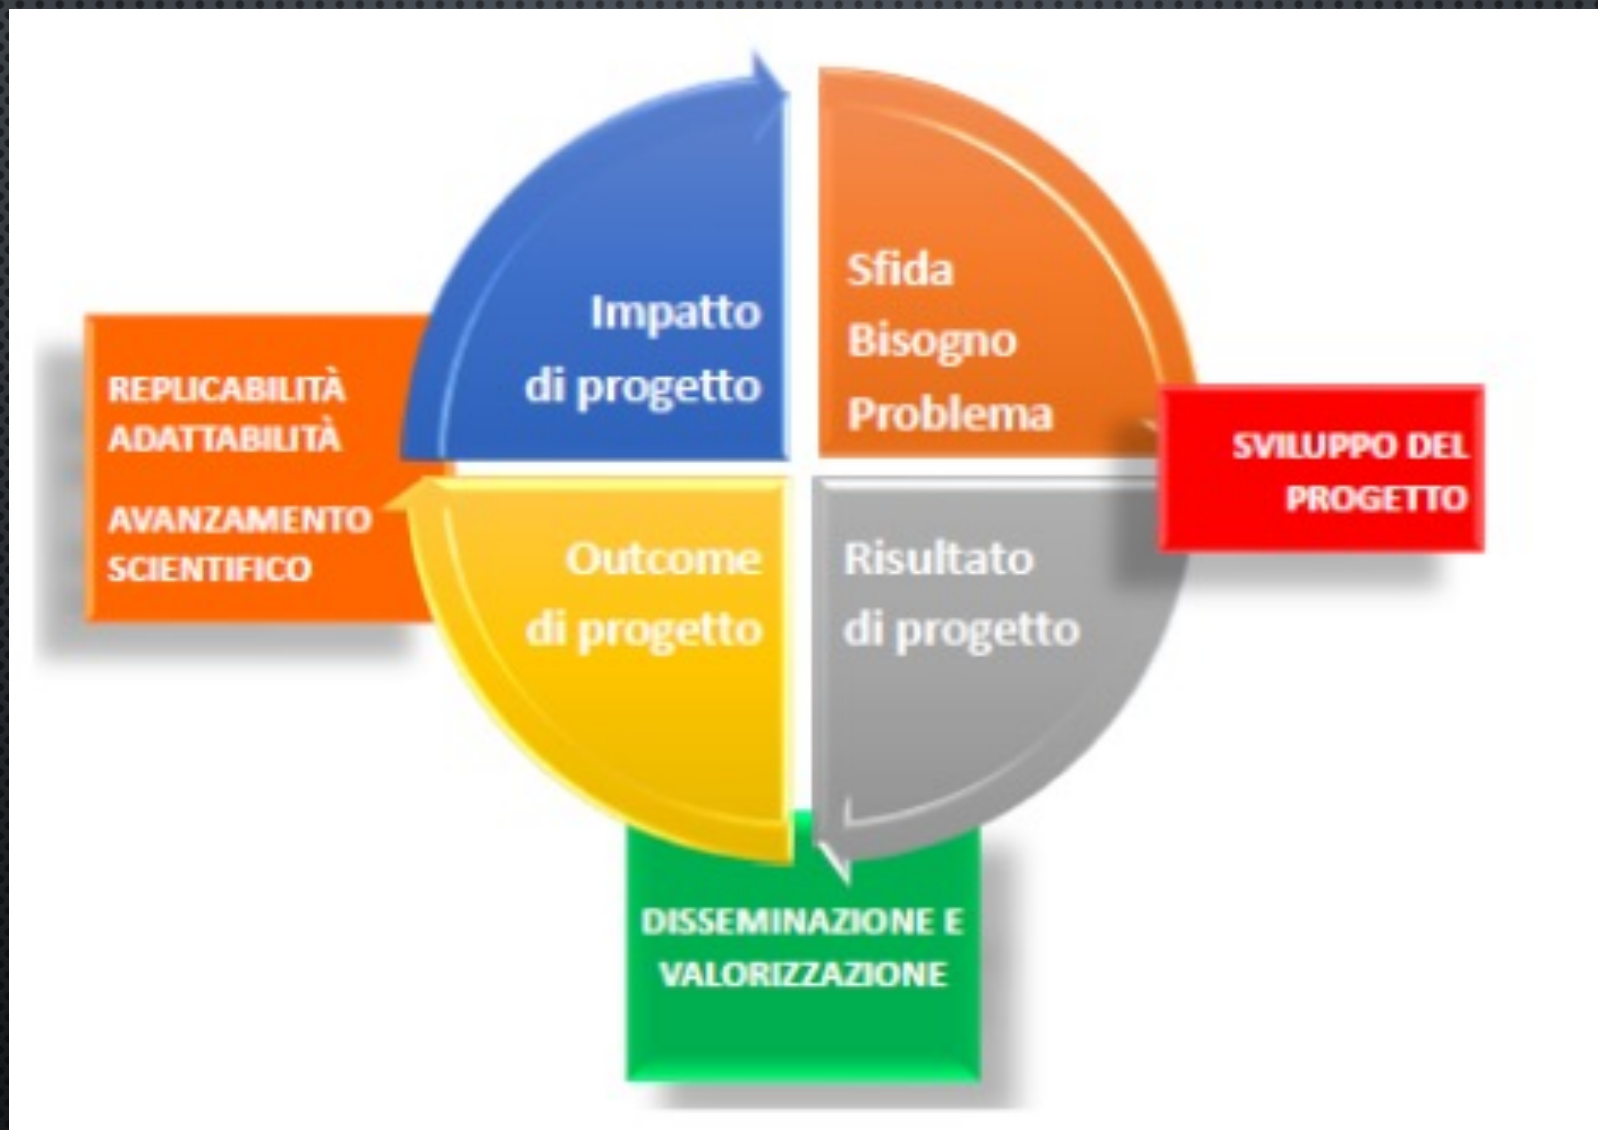 Impatto
di progetto
Sfida
Bisogno
Problema
REPLICABILITÀ
ADATTABILITÀ
AVANZAMENTO
SCIENTIFICO
SVILUPPO DEL
PROGETTO
Outcome
di progetto
Risultato
di progetto
DISSEMINAZIONE E
VALORIZZAZIONE